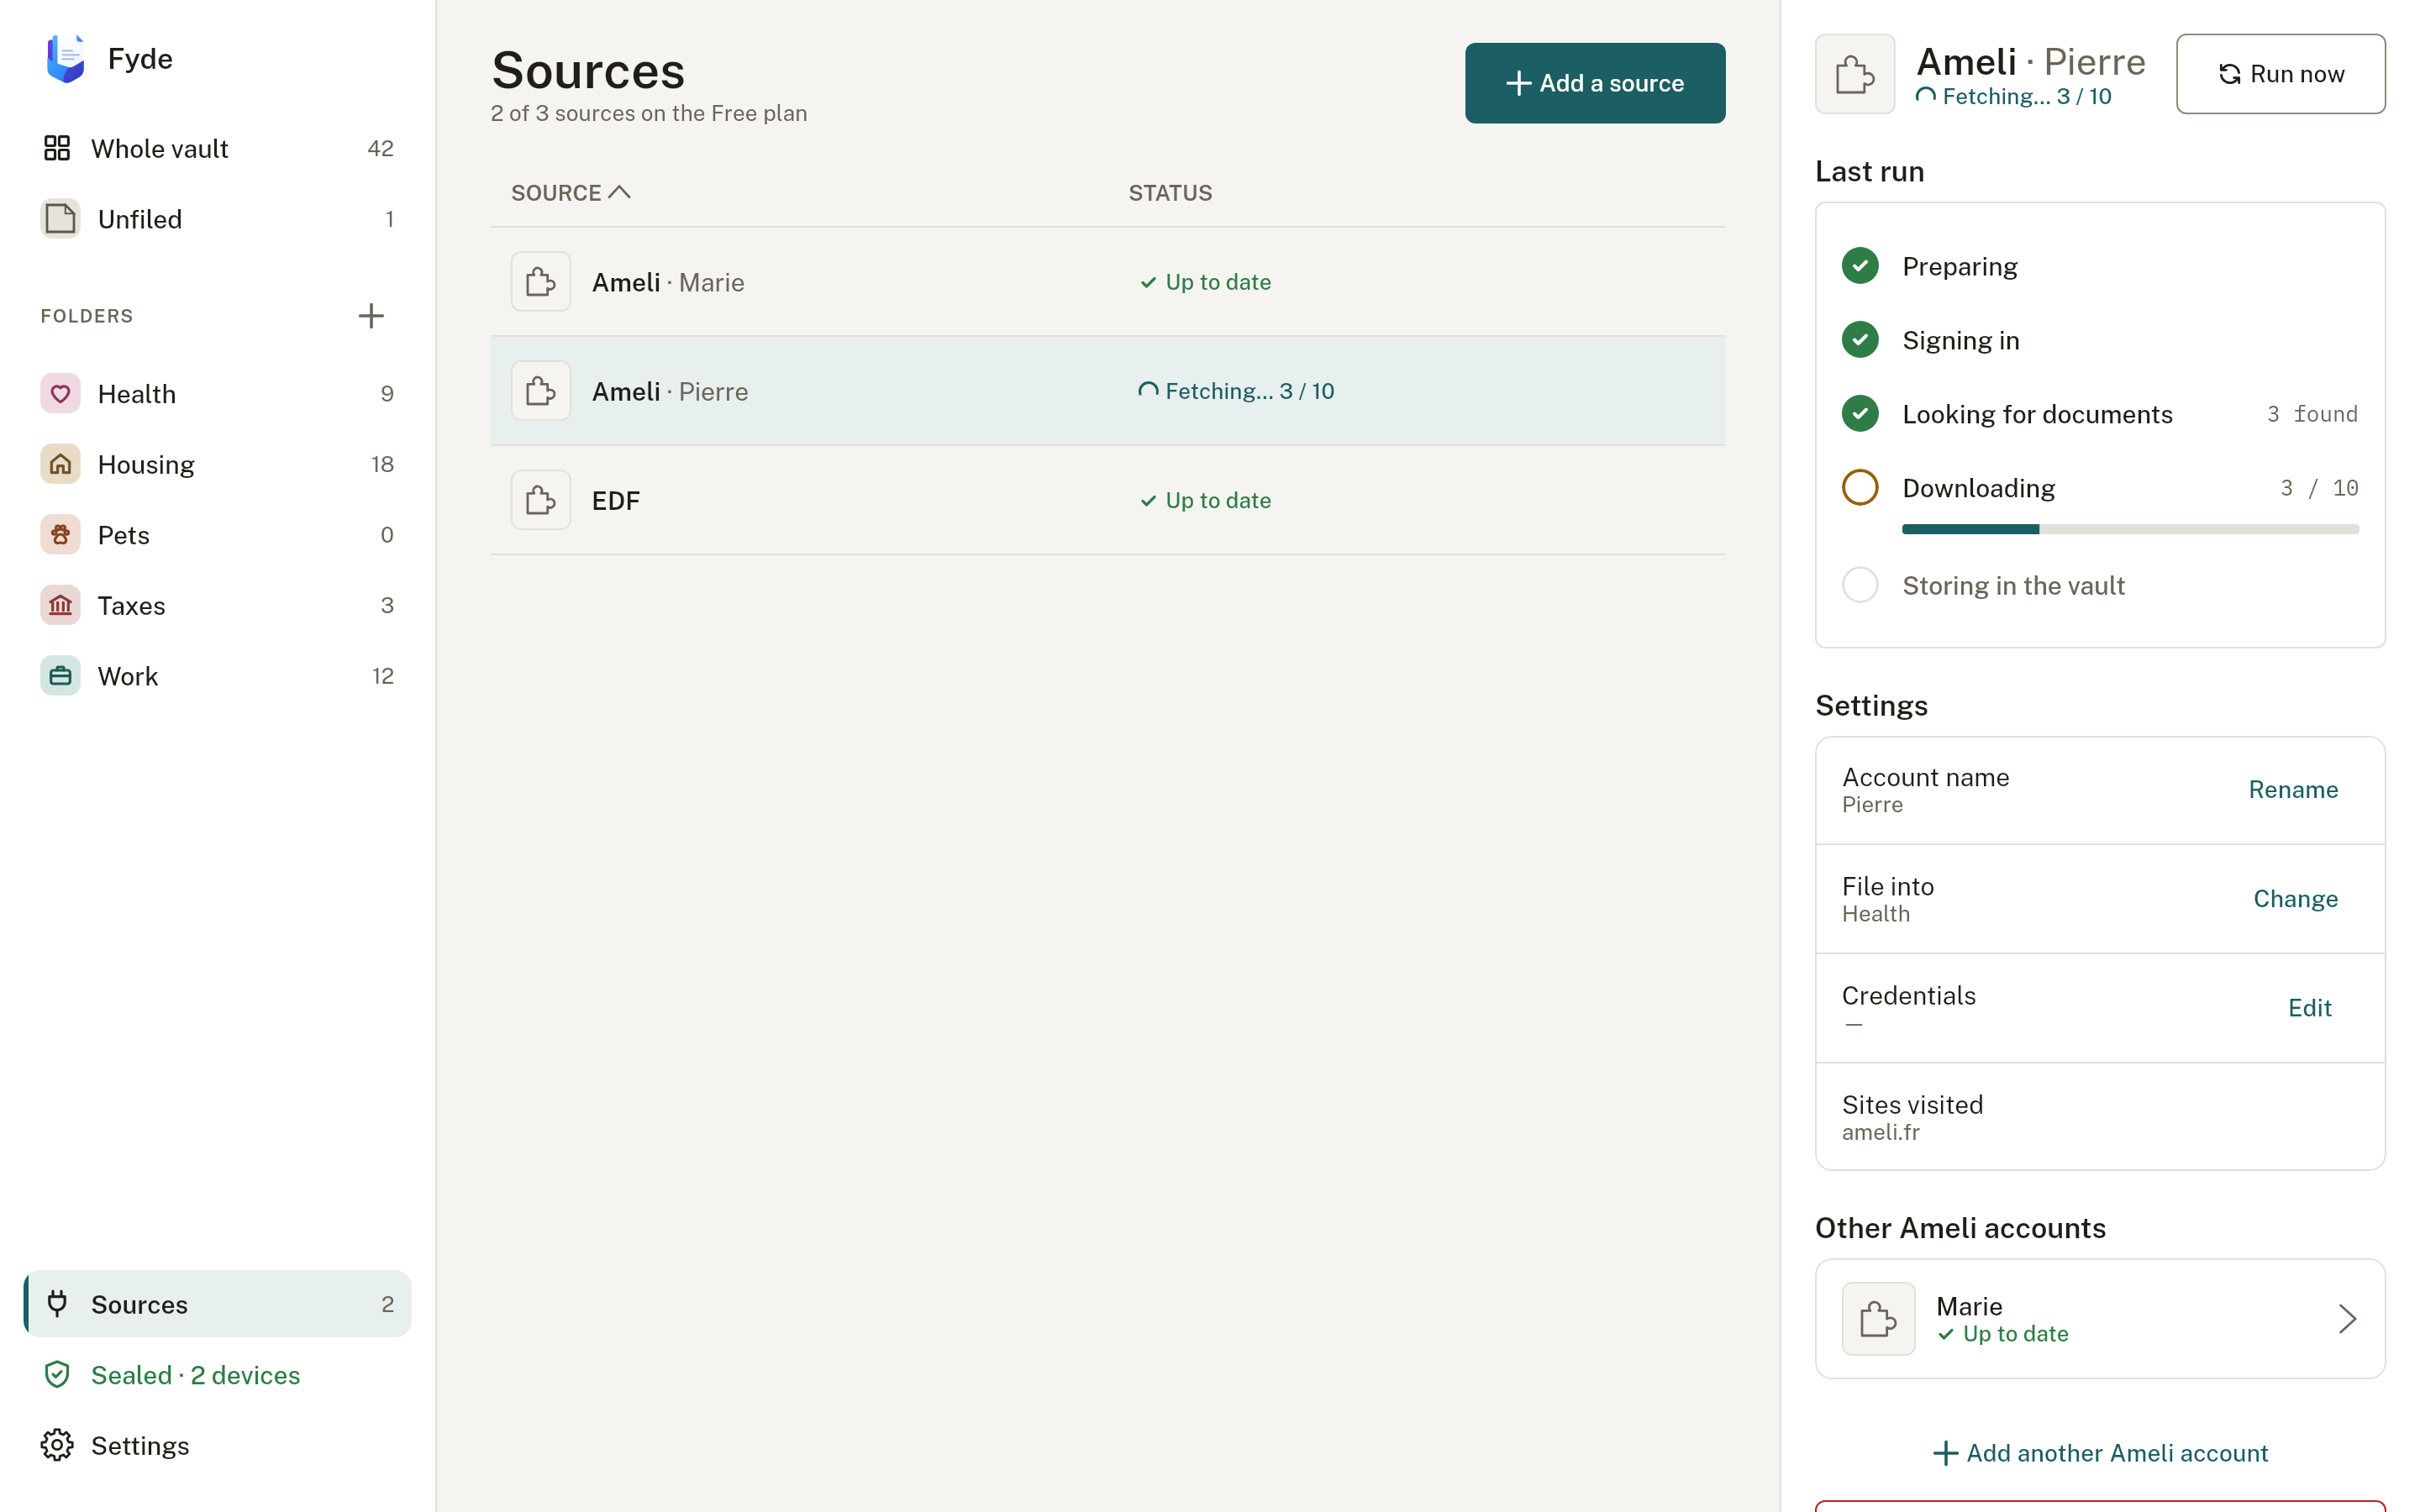 Fyde
Whole vault 42
Unfiled 1
FOLDERS
Health 9
Housing 18
Pets 0
Taxes 3
Work 12
Sources 2
Sealed · 2 devices
Settings
Sources
2 of 3 sources on the Free plan
Add a source
SOURCE STATUS
Ameli · Marie Up to date
Ameli · Pierre Fetching... 3 / 10
EDF Up to date
Ameli · Pierre
Fetching... 3 / 10
Run now
Last run
Preparing
Signing in
Looking for documents 3 found
Downloading 3 / 10
Storing in the vault
Settings
Account name
Pierre
Rename
File into
Health
Change
Credentials
—
Edit
Sites visited
ameli.fr
Other Ameli accounts
Marie
Up to date
Add another Ameli account